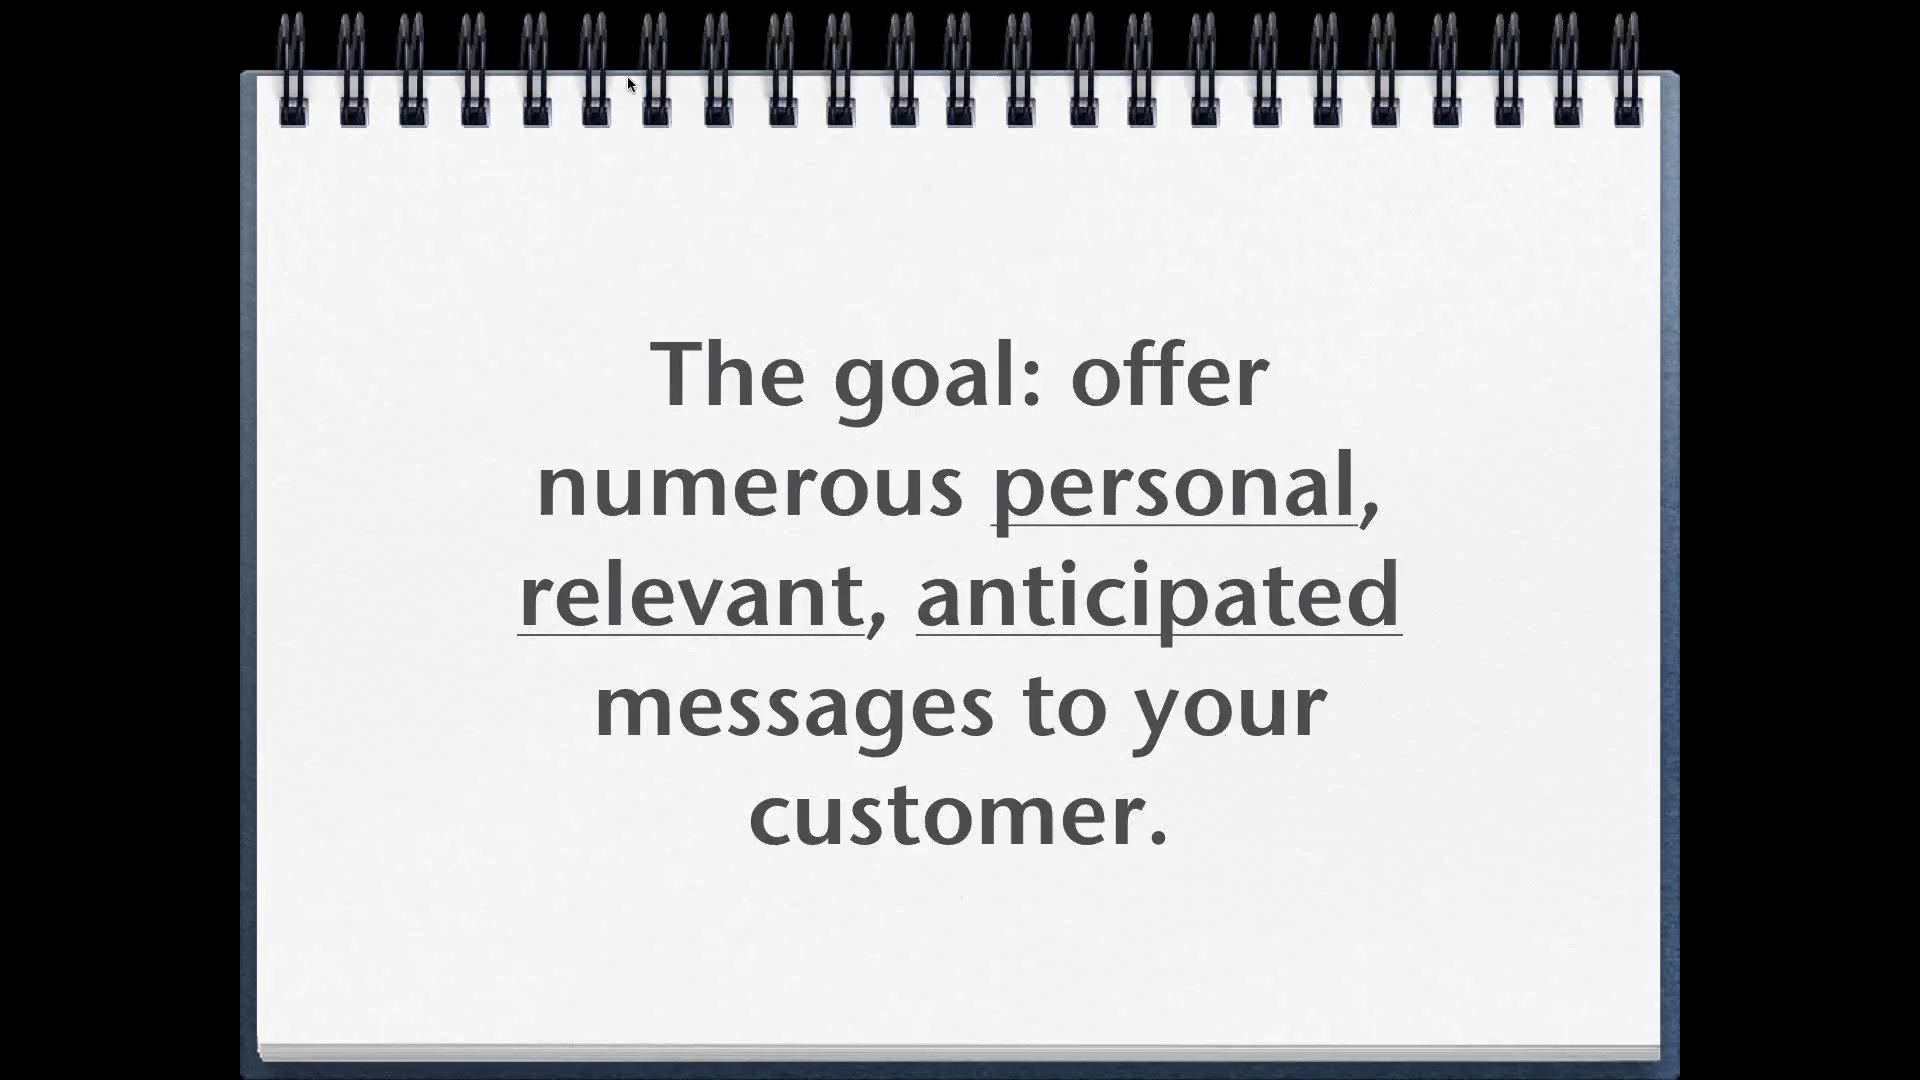 The goal: offer
numerous personal,
relevant, anticipated
messages to your
customer.